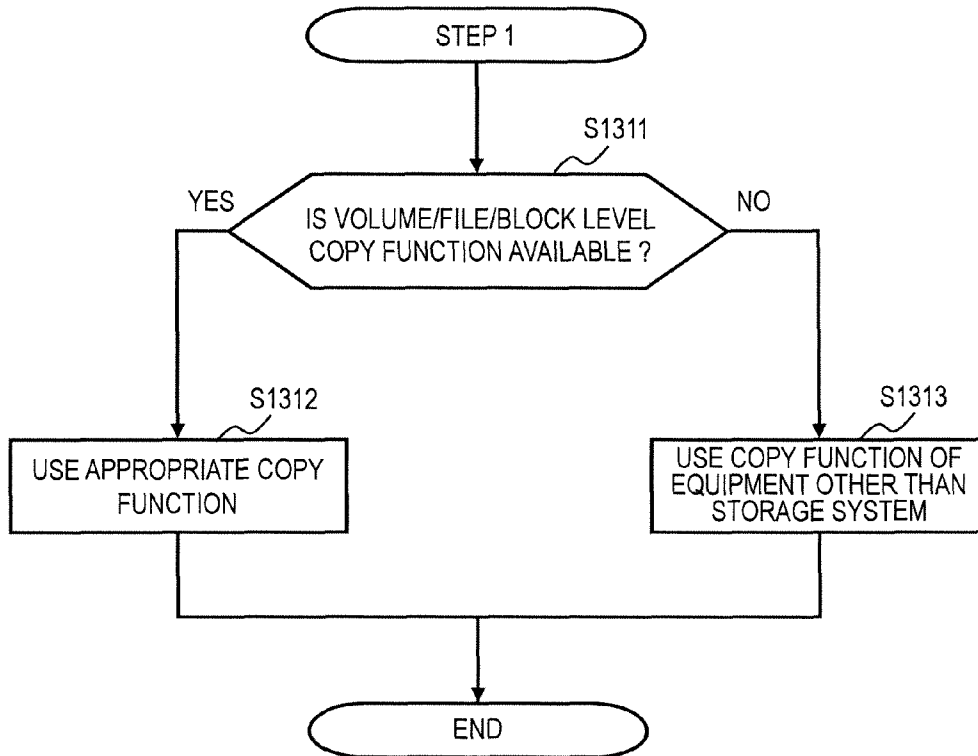 STEP 1
S1311
YES
IS VOLUME/FILE/BLOCK LEVEL
COPY FUNCTION AVAILABLE ?
NO
S1312
USE APPROPRIATE COPY
FUNCTION
S1313
USE COPY FUNCTION OF
EQUIPMENT OTHER THAN
STORAGE SYSTEM
END